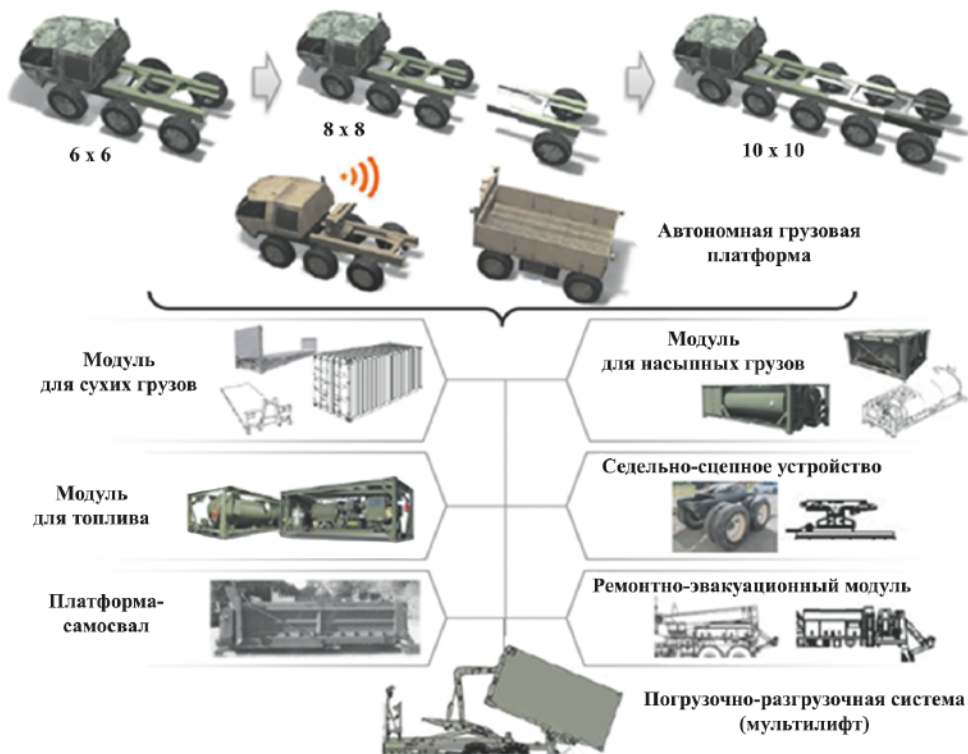 6 x 6
8 x 8
10 x 10
Автономная грузовая
платформа
Модуль
для сухих грузов
Модуль
для насыпных грузов
Модуль
для топлива
Седельно-сцепное устройство
Платформа-
самосвал
Ремонтно-эвакуационный модуль
Погрузочно-разгрузочная система
(мультилифт)